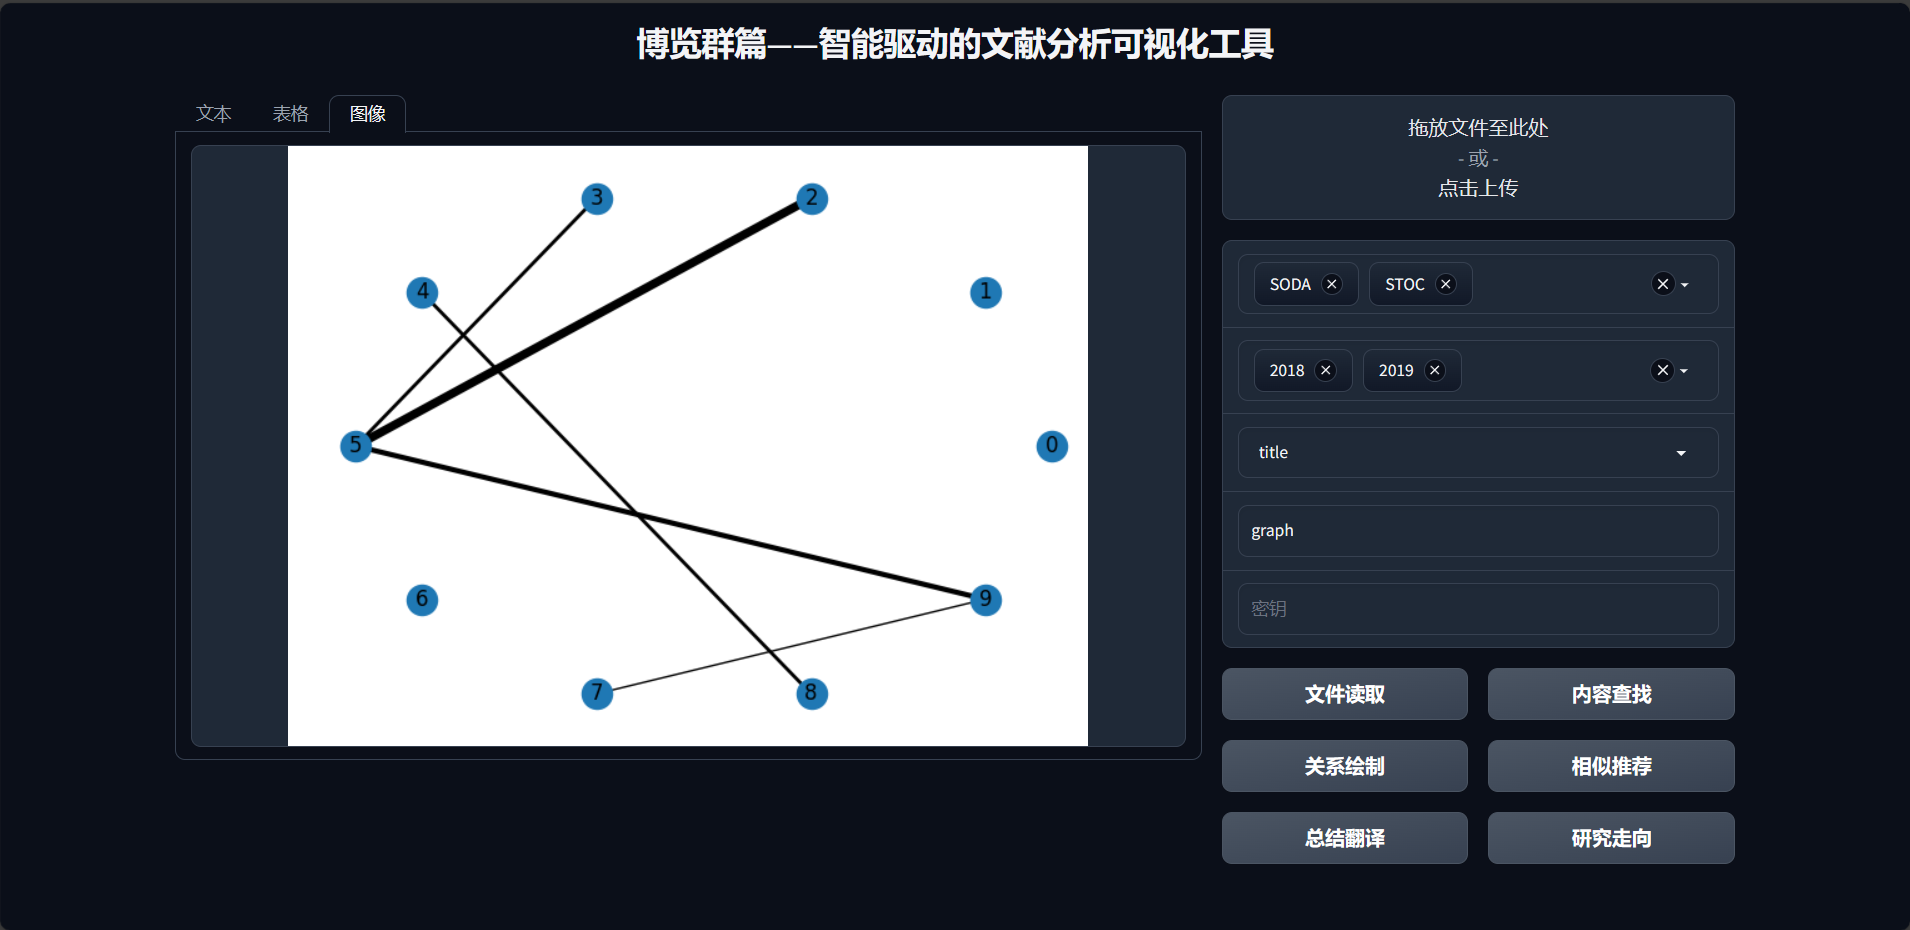 博览群篇——智能驱动的文献分析可视化工具
文本
表格
图像
3
2
4
1
5
0
6
9
7
8
拖放文件至此处
- 或 -
点击上传
SODA
STOC
2018
2019
title
graph
密钥
文件读取
内容查找
关系绘制
相似推荐
总结翻译
研究走向